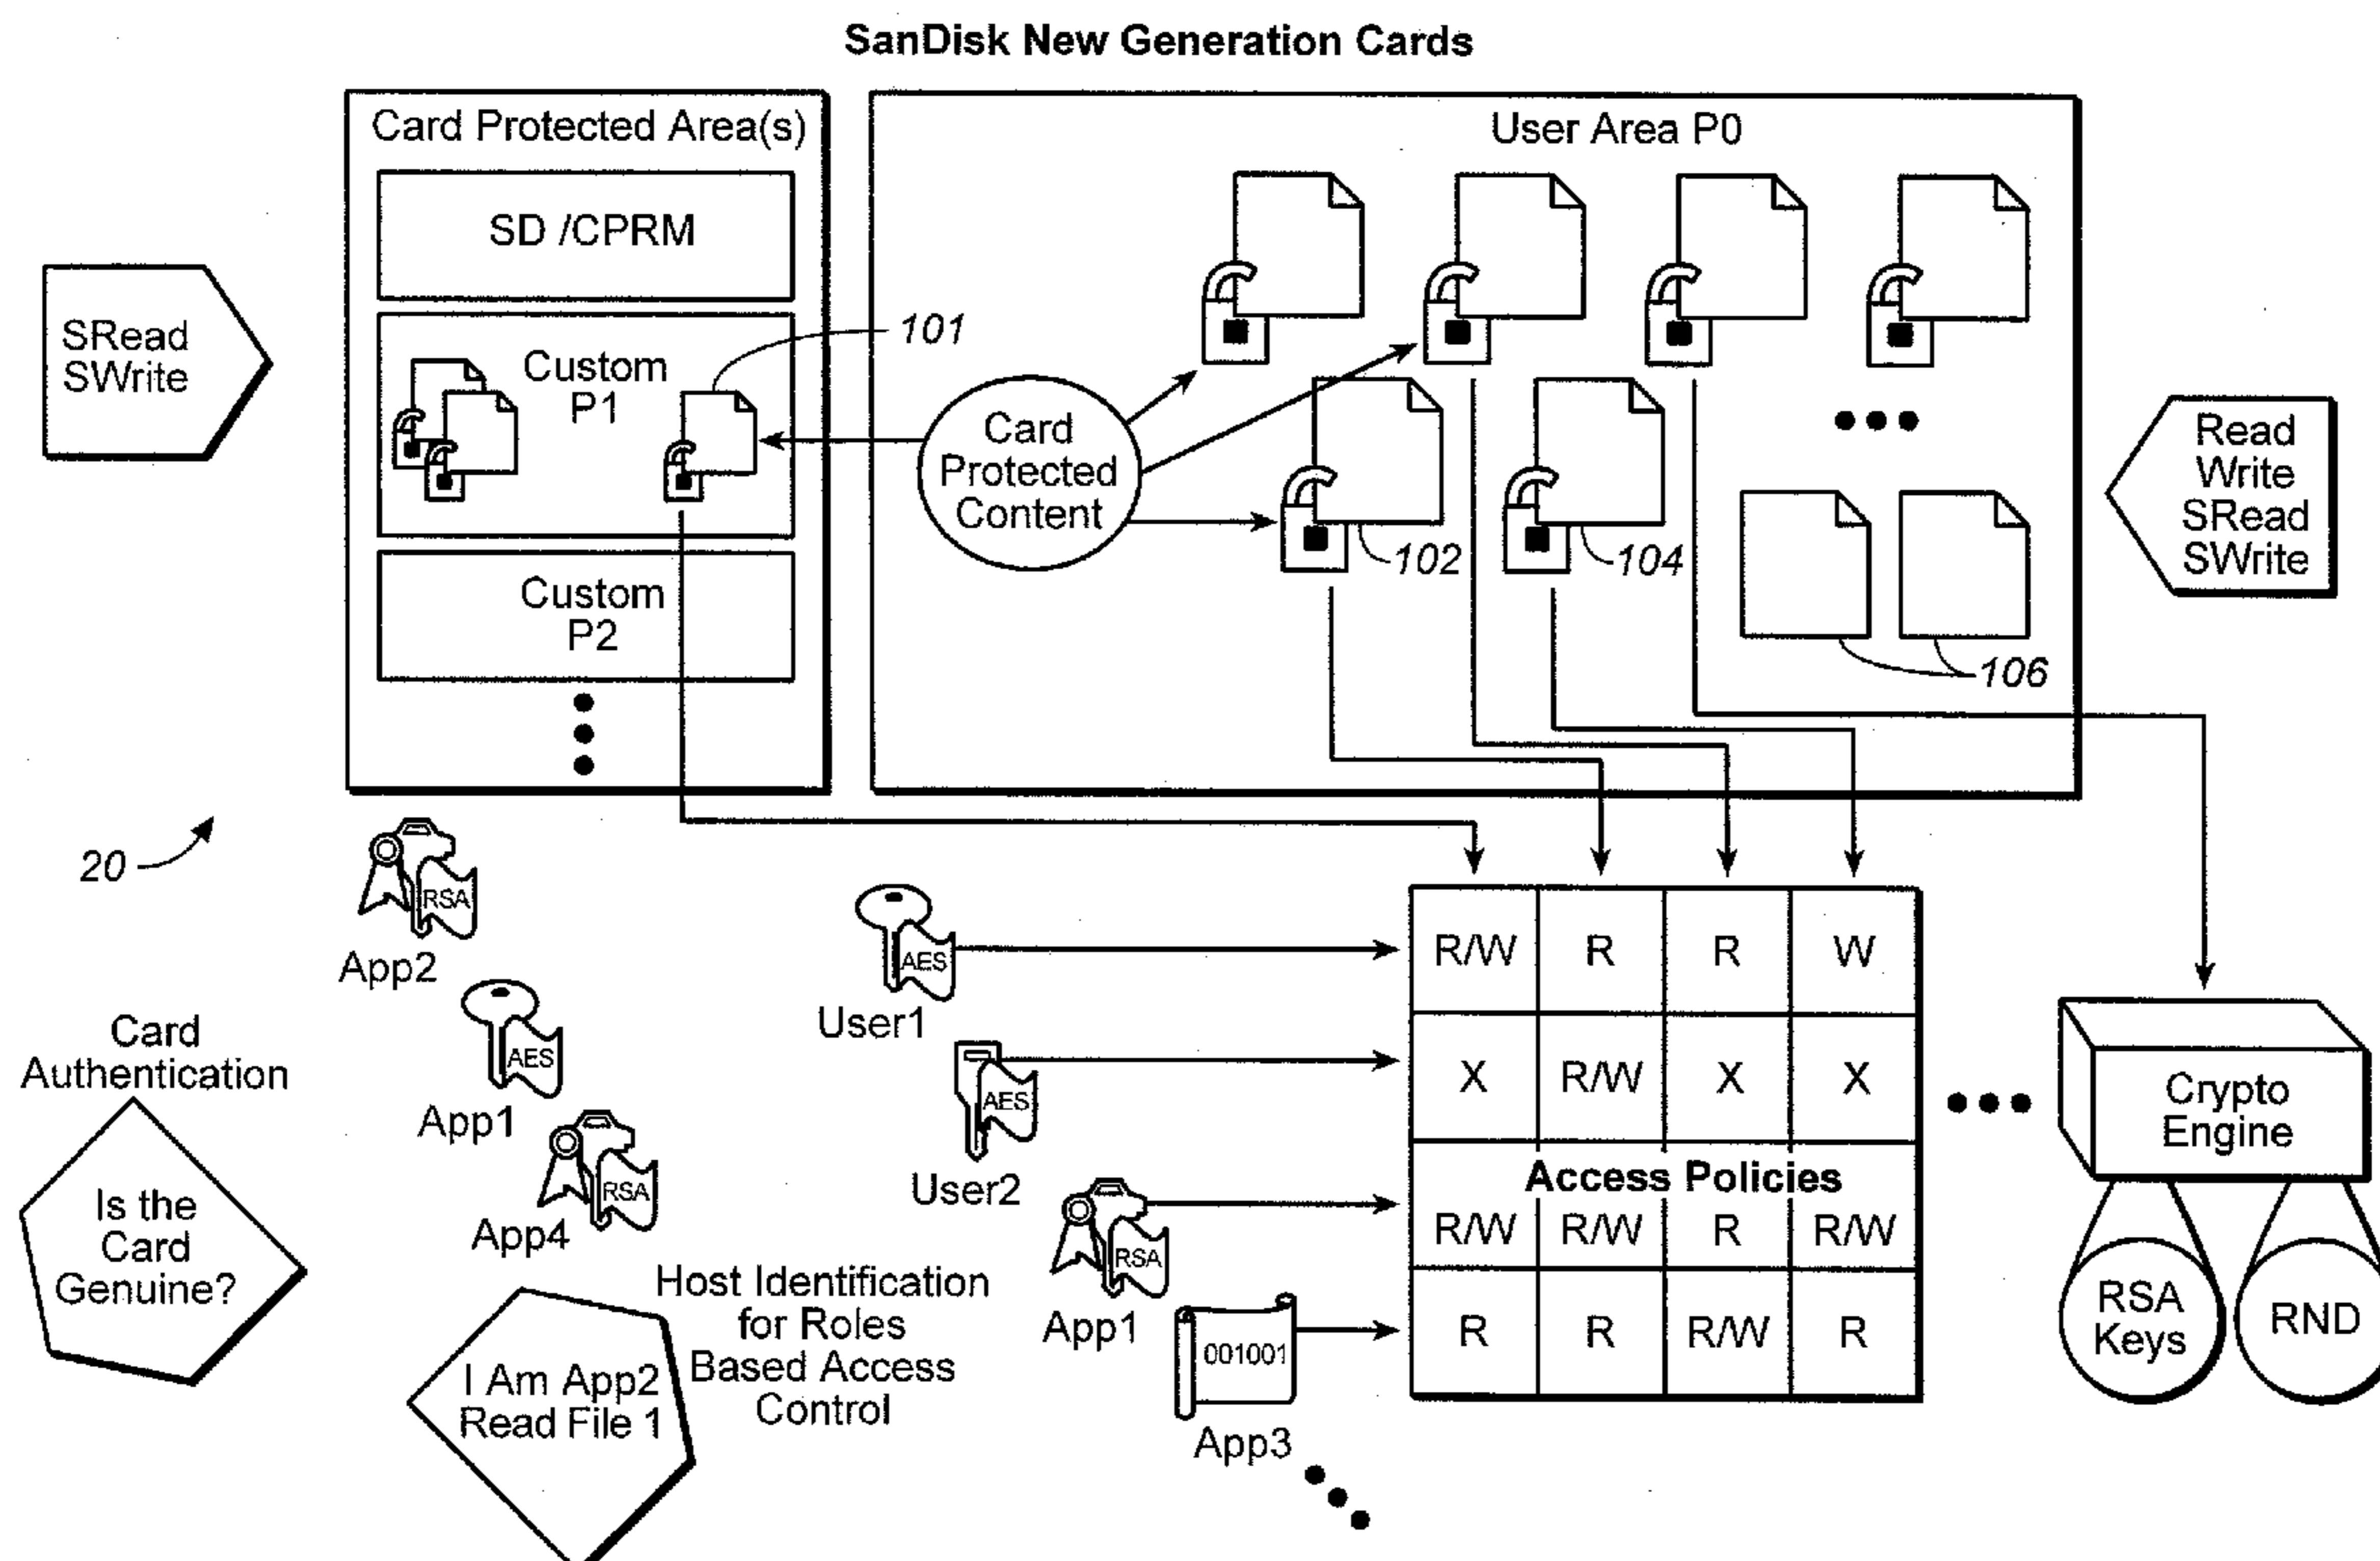 SanDisk New Generation Cards
Card Protected Area(s)
SD /CPRM
Custom
P1
101
Custom
P2
SRead
SWrite
User Area P0
Card
Protected
Content
102
104
106
Read
Write
SRead
SWrite
20
RSA
App2
AES
App1
RSA
App4
Card
Authentication
Is the
Card
Genuine?
I Am App2
Read File 1
Host Identification
for Roles
Based Access
Control
AES
User1
AES
User2
RSA
App1
001001
App3
R/W R R W
X R/W X X
Access Policies
R/W R/W R R/W
R R R/W R
Crypto
Engine
RSA
Keys
RND